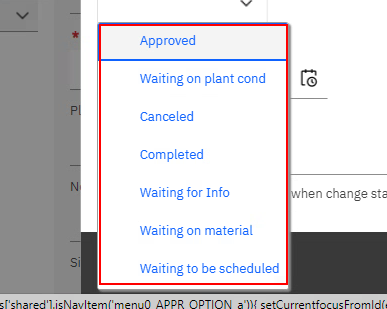 Approved
*
Waiting on plant cond
Canceled
Pl
Completed
No
Waiting for Info
when change sta
Waiting on material
Si
Waiting to be scheduled
s['shared'].isNavItem('menu0_APPR_OPTION_a')){ setCurrentfocusFromId(e